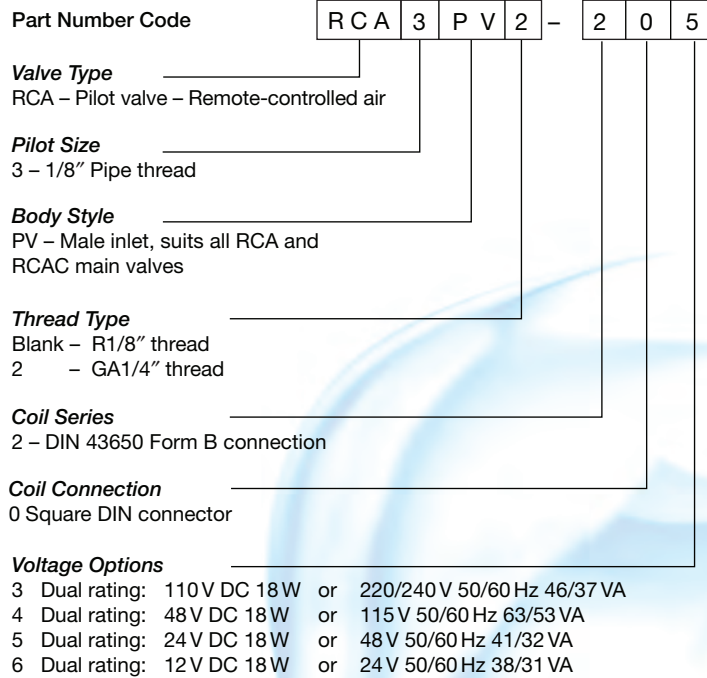 Part Number Code RCA 3 PV 2 – 2 0 5
Valve Type
RCA – Pilot valve – Remote-controlled air
Pilot Size
3 – 1/8″ Pipe thread
Body Style
PV – Male inlet, suits all RCA and
RCAC main valves
Thread Type
Blank – R1/8″ thread
2 – GA1/4″ thread
Coil Series
2 – DIN 43650 Form B connection
Coil Connection
0 Square DIN connector
Voltage Options
3 Dual rating: 110 V DC 18 W or 220/240 V 50/60 Hz 46/37 VA
4 Dual rating: 48 V DC 18 W or 115 V 50/60 Hz 63/53 VA
5 Dual rating: 24 V DC 18 W or 48 V 50/60 Hz 41/32 VA
6 Dual rating: 12 V DC 18 W or 24 V 50/60 Hz 38/31 VA